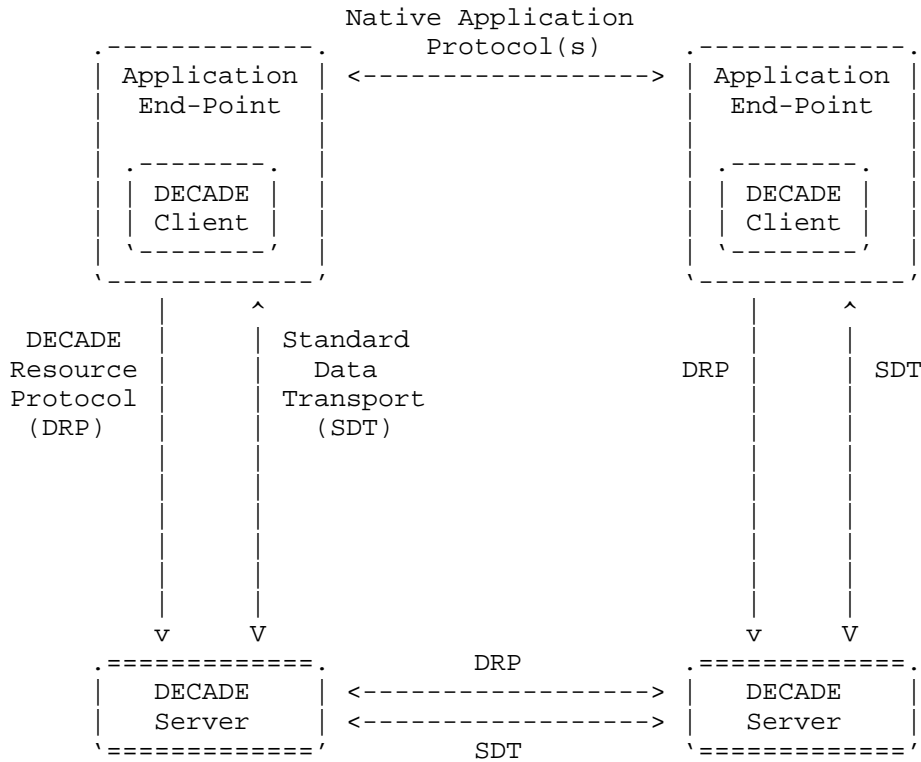 Native Application
Protocol(s)
Application
End-Point
Application
End-Point
DECADE
Client
DECADE
Client
DECADE
Resource
Protocol
(DRP)
Standard
Data
Transport
(SDT)
DRP
SDT
v V v V
DRP
DECADE
Server
DECADE
Server
SDT